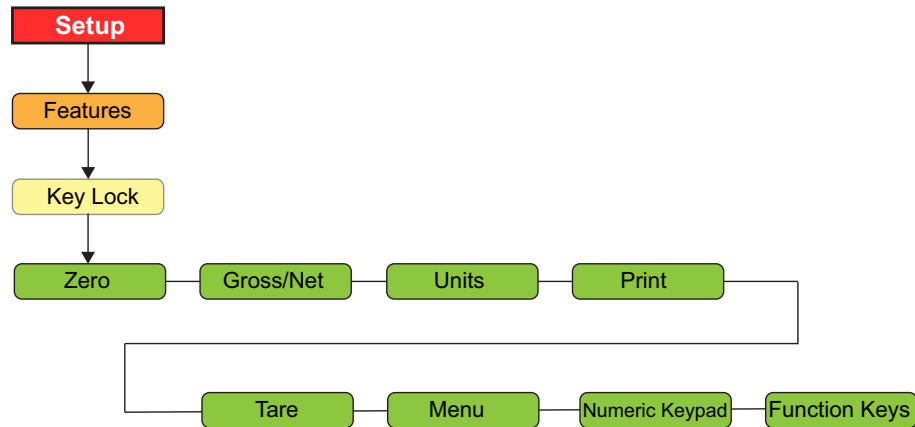 Setup
Features
Key Lock
Zero
Gross/Net
Units
Print
Tare
Menu
Numeric Keypad
Function Keys